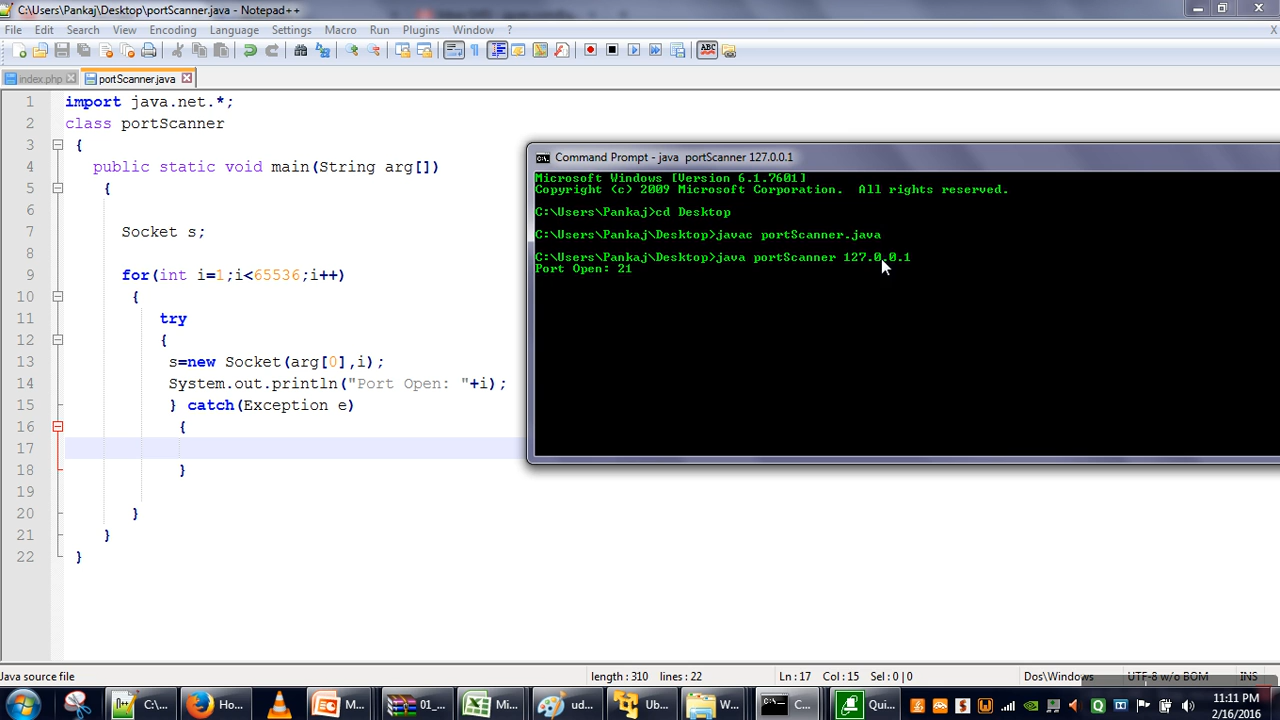 C:\Users\Pankaj\Desktop\portScanner.java - Notepad++
File Edit Search View Encoding Language Settings Macro Run Plugins Window ? X
index.php portScanner.java
1 import java.net.*;
2 class portScanner
3 {
4 public static void main(String arg[])
5 {
6
7 Socket s;
8
9 for(int i=1;i<65536;i++)
10 {
11 try
12 {
13 s=new Socket(arg[0],i);
14 System.out.println("Port Open: "+i);
15 } catch(Exception e)
16 {
17
18 }
19
20 }
21 }
22 }
Command Prompt - java portScanner 127.0.0.1
Microsoft Windows [Version 6.1.7601]
Copyright (c) 2009 Microsoft Corporation. All rights reserved.
C:\Users\Pankaj>cd Desktop
C:\Users\Pankaj\Desktop>javac portScanner.java
C:\Users\Pankaj\Desktop>java portScanner 127.0.0.1
Port Open: 21
Java source file length : 310 lines : 22 Ln : 17 Col : 15 Sel : 0 | 0 Dos\Windows UTF-8 w/o BOM INS
C:\... Ho... M... 01_... Mi... ud... Ub... W... C... Qui... 11:11 PM
2/16/2016